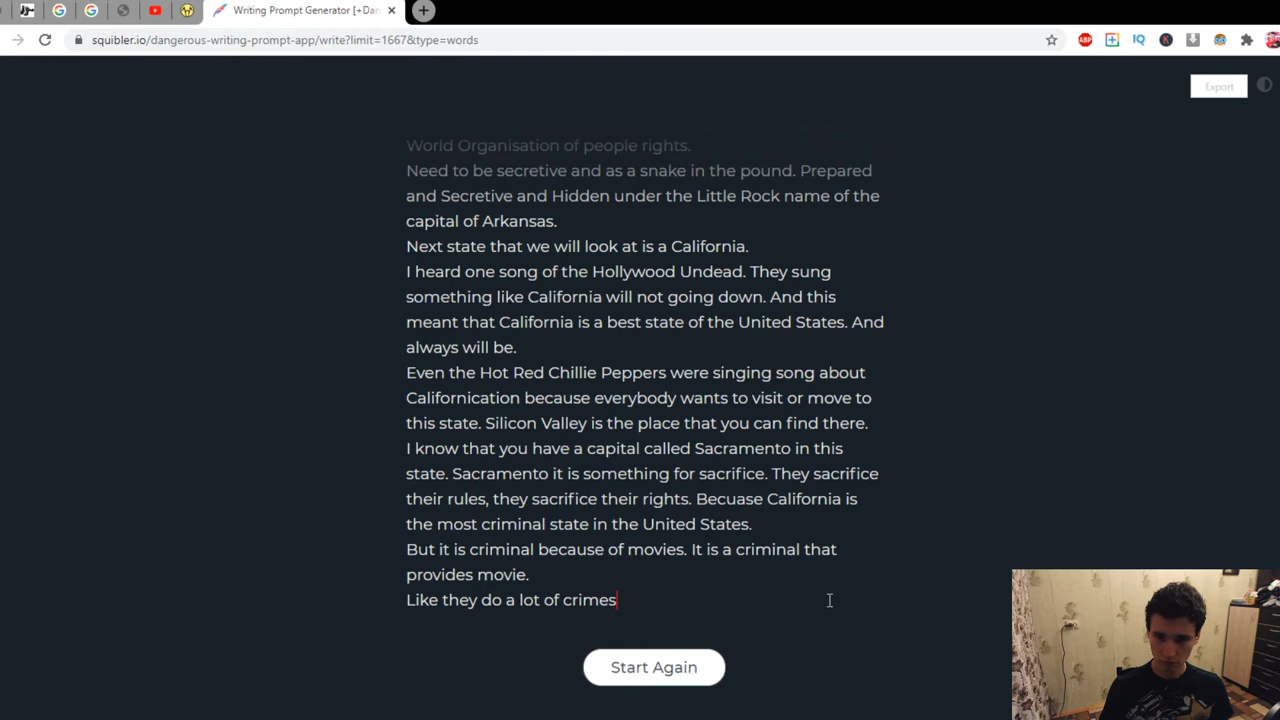 Writing Prompt Generator [+Dan
squibler.io/dangerous-writing-prompt-app/write?limit=1667&type=words
ABP
IQ
K
Export
World Organisation of people rights.
Need to be secretive and as a snake in the pound. Prepared
and Secretive and Hidden under the Little Rock name of the
capital of Arkansas.
Next state that we will look at is a California.
I heard one song of the Hollywood Undead. They sung
something like California will not going down. And this
meant that California is a best state of the United States. And
always will be.
Even the Hot Red Chillie Peppers were singing song about
Californication because everybody wants to visit or move to
this state. Silicon Valley is the place that you can find there.
I know that you have a capital called Sacramento in this
state. Sacramento it is something for sacrifice. They sacrifice
their rules, they sacrifice their rights. Becuase California is
the most criminal state in the United States.
But it is criminal because of movies. It is a criminal that
provides movie.
Like they do a lot of crimes
Start Again